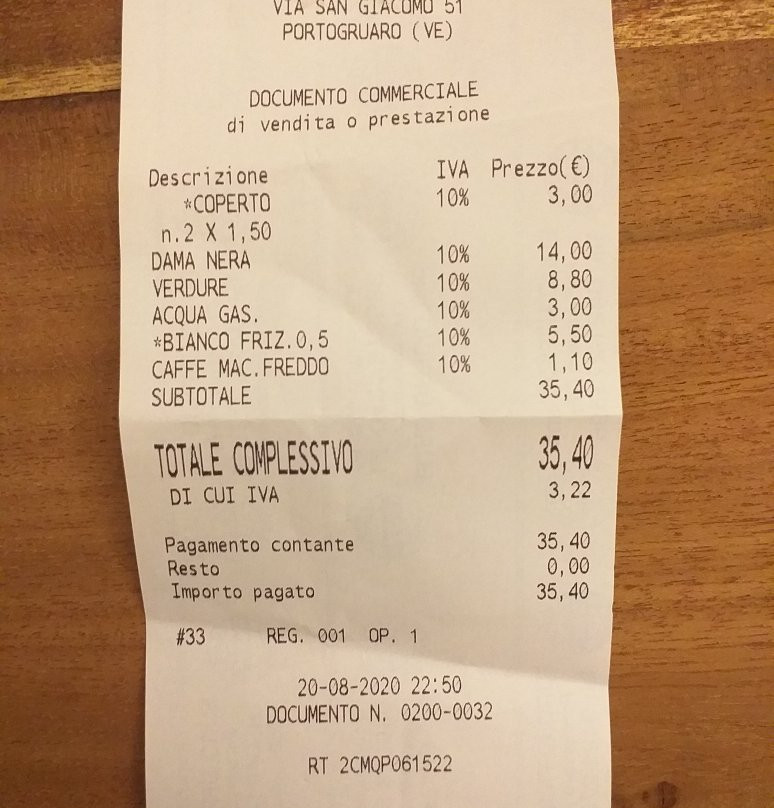 VIA SAN GIACOMO 51
PORTOGRUARO (VE)
DOCUMENTO COMMERCIALE
di vendita o prestazione
Descrizione IVA Prezzo(€)
*COPERTO 10% 3,00
n.2 X 1,50
DAMA NERA 10% 14,00
VERDURE 10% 8,80
ACQUA GAS. 10% 3,00
*BIANCO FRIZ.0,5 10% 5,50
CAFFE MAC.FREDDO 10% 1,10
SUBTOTALE 35,40
TOTALE COMPLESSIVO 35,40
DI CUI IVA 3,22
Pagamento contante 35,40
Resto 0,00
Importo pagato 35,40
#33 REG. 001 OP. 1
20-08-2020 22:50
DOCUMENTO N. 0200-0032
RT 2CMQP061522